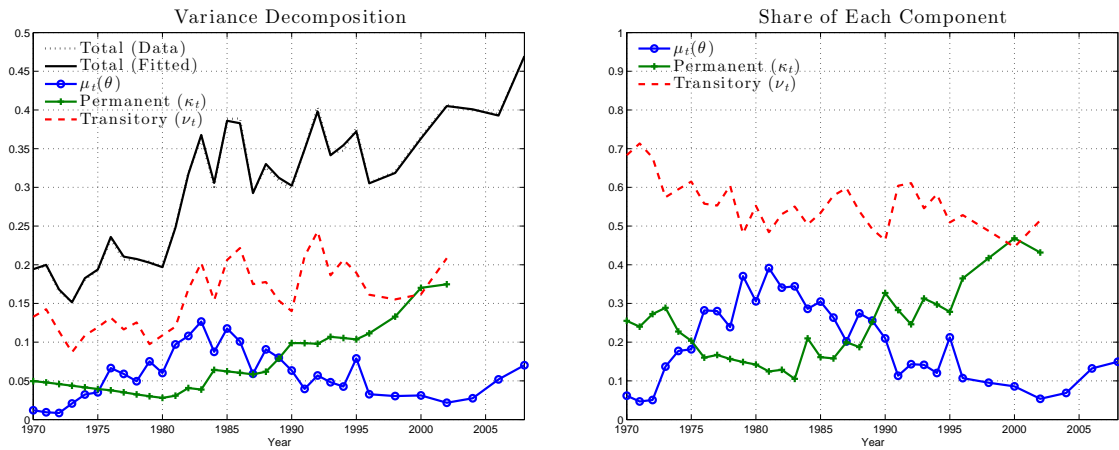 Variance Decomposition
0.5
0.45
0.4
0.35
0.3
0.25
0.2
0.15
0.1
0.05
0
Total (Data)
Total (Fitted)
μt(θ)
Permanent (κt)
Transitory (νt)
1970 1975 1980 1985 1990 1995 2000 2005
Year
Share of Each Component
1
0.9
0.8
0.7
0.6
0.5
0.4
0.3
0.2
0.1
0
μt(θ)
Permanent (κt)
Transitory (νt)
1970 1975 1980 1985 1990 1995 2000 2005
Year